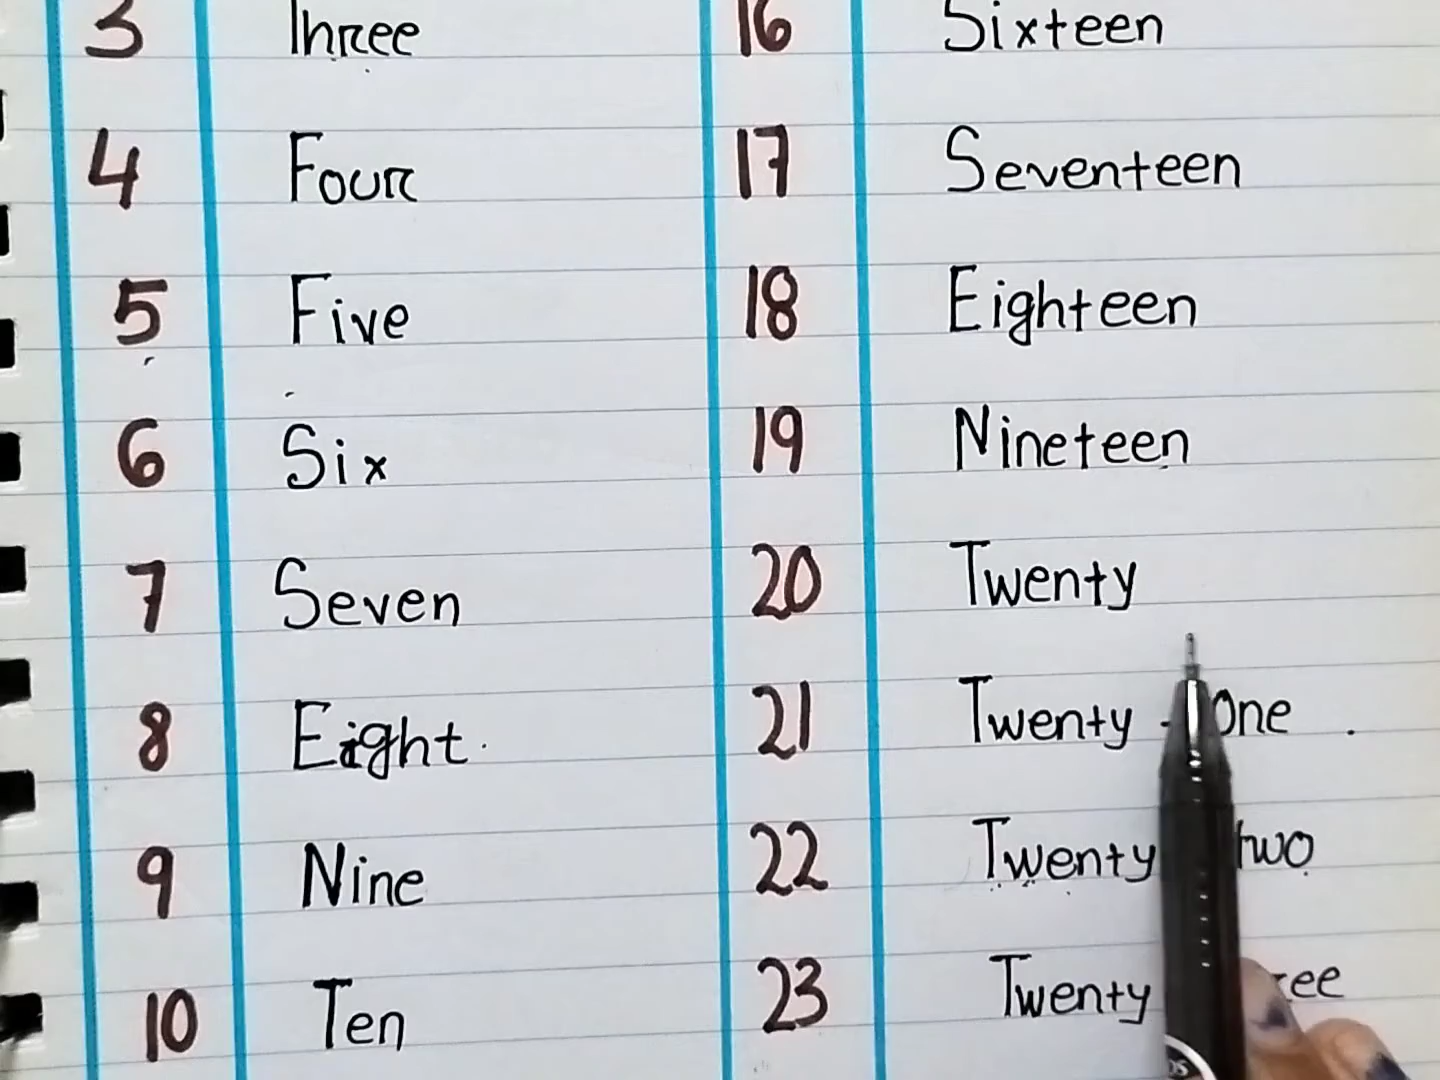 3 Three 16 Sixteen
4 Four 17 Seventeen
5 Five 18 Eighteen
6 Six 19 Nineteen
7 Seven 20 Twenty
8 Eight. 21 Twenty - One .
9 Nine 22 Twenty two
10 Ten 23 Twenty